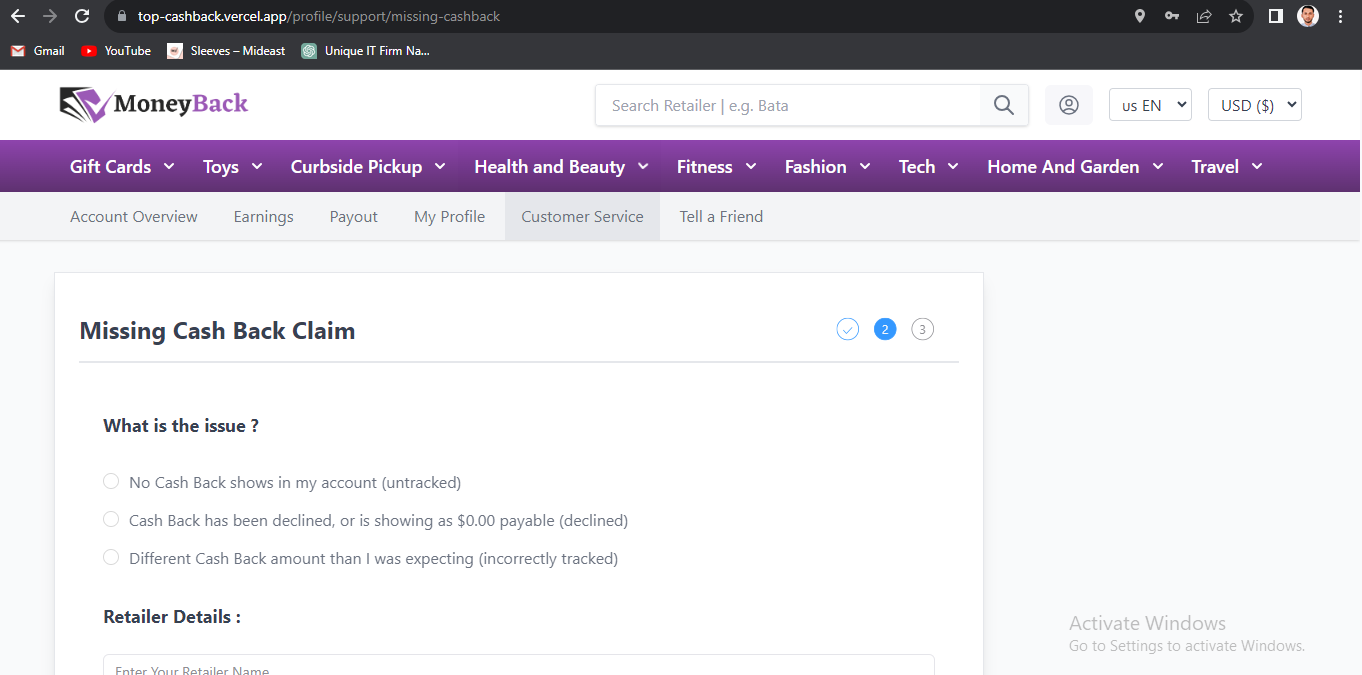 top-cashback.vercel.app/profile/support/missing-cashback
Gmail YouTube Sleeves – Mideast Unique IT Firm Na...
MoneyBack Search Retailer | e.g. Bata us EN USD ($)
Gift Cards Toys Curbside Pickup Health and Beauty Fitness Fashion Tech Home And Garden Travel
Account Overview Earnings Payout My Profile Customer Service Tell a Friend
Missing Cash Back Claim 2 3
What is the issue ?
No Cash Back shows in my account (untracked)
Cash Back has been declined, or is showing as $0.00 payable (declined)
Different Cash Back amount than I was expecting (incorrectly tracked)
Retailer Details :
Enter Your Retailer Name
Activate Windows
Go to Settings to activate Windows.